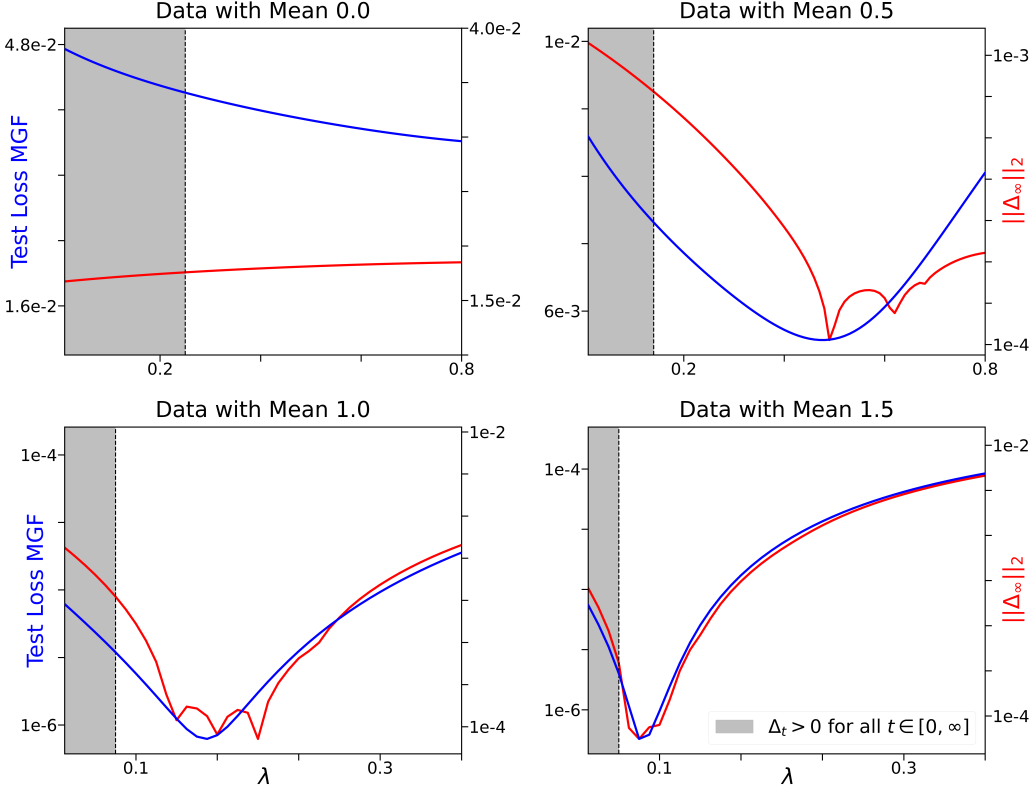 Data with Mean 0.0
Data with Mean 0.5
4.8e-2
1.6e-2
4.0e-2
1.5e-2
Test Loss MGF
0.2
0.8
1e-2
6e-3
1e-3
1e-4
||Δ∞||2
0.2
0.8
Data with Mean 1.0
Data with Mean 1.5
1e-4
1e-6
1e-2
1e-4
Test Loss MGF
0.1
0.3
λ
1e-4
1e-6
1e-2
1e-4
||Δ∞||2
Δt > 0 for all t ∈ [0, ∞]
0.1
0.3
λ